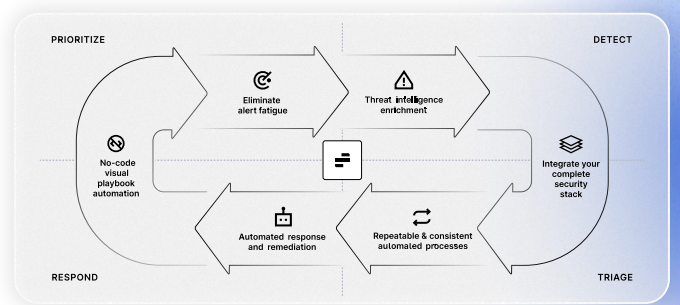 PRIORITIZE
DETECT
Eliminate
alert fatigue
Threat intelligence
enrichment
No-code
visual
playbook
automation
Integrate your
complete
security
stack
Automated response
and remediation
Repeatable & consistent
automated processes
RESPOND
TRIAGE